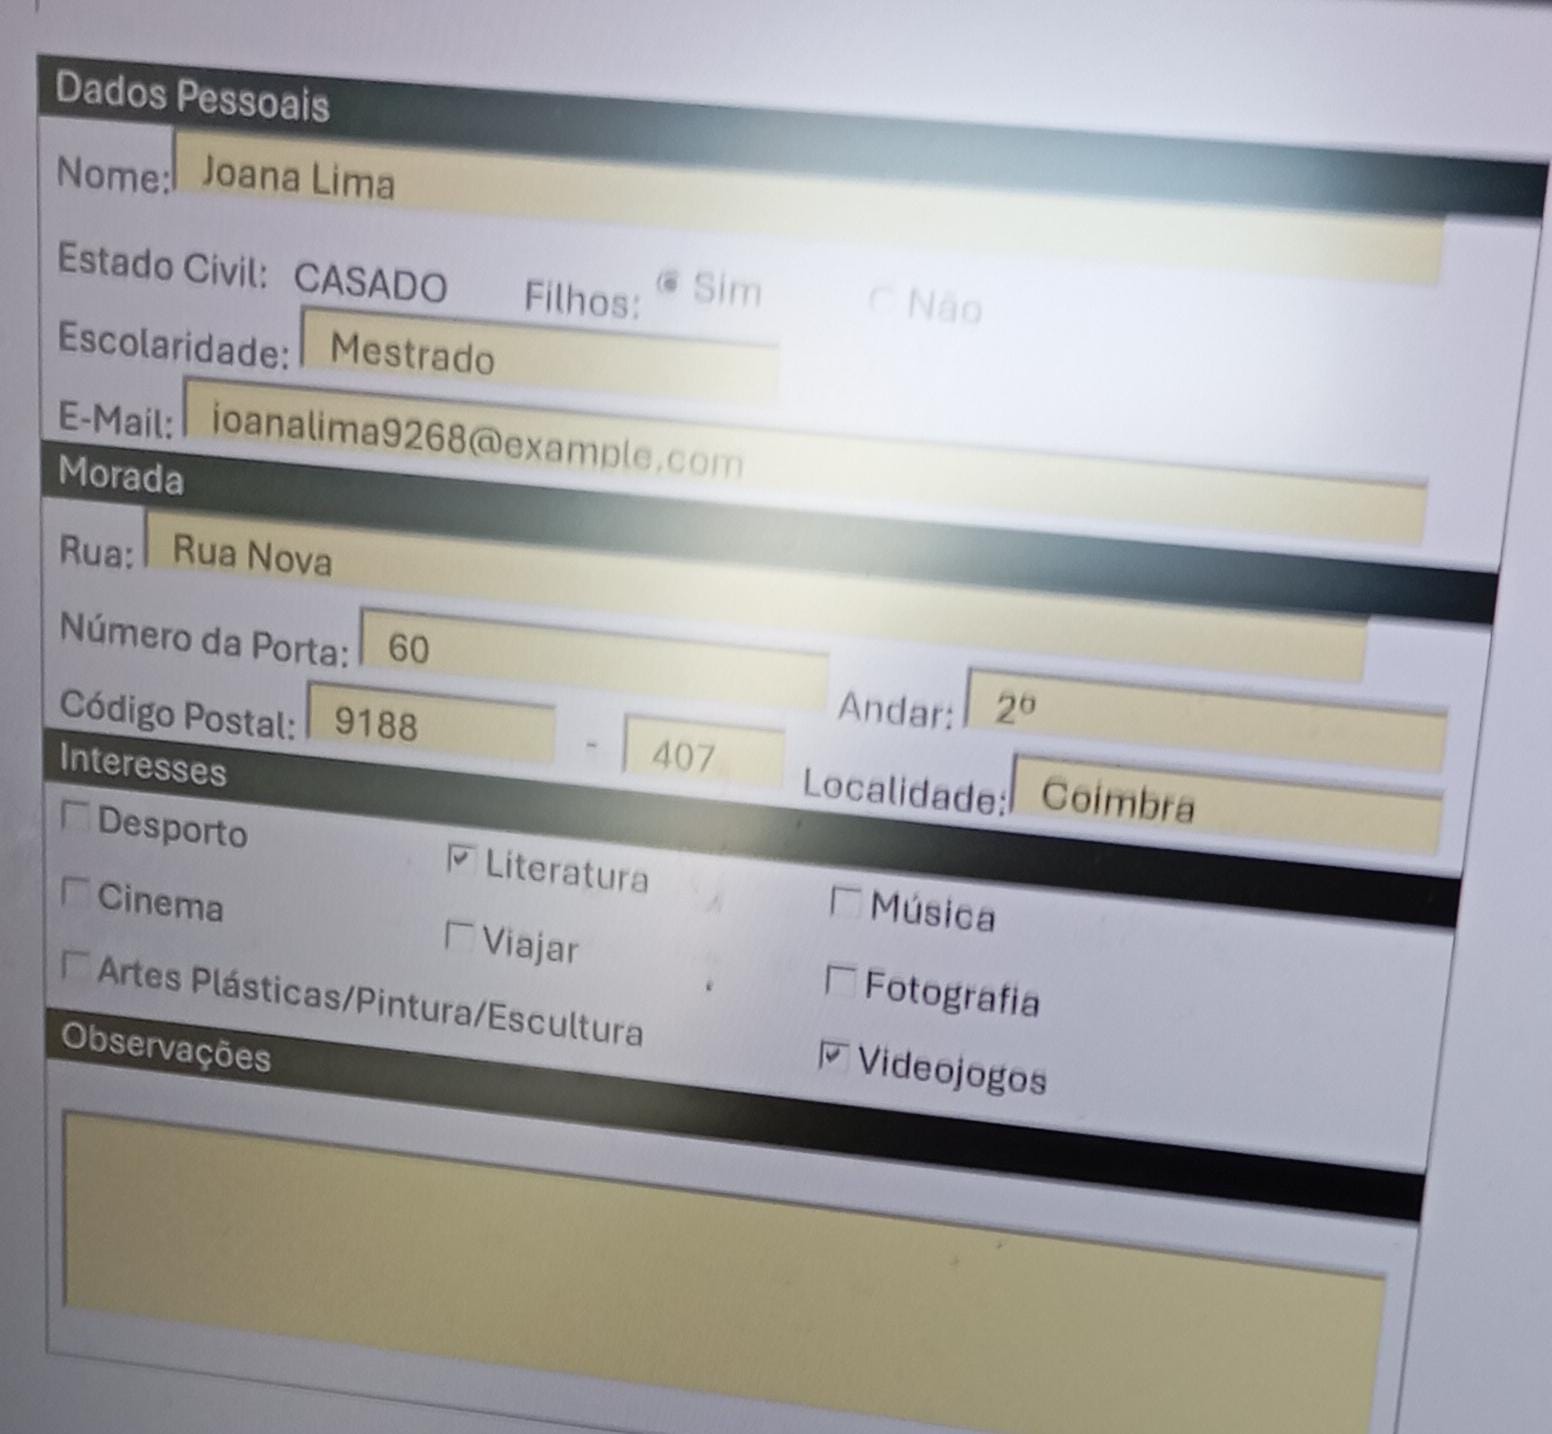 Dados Pessoais
Nome: Joana Lima
Estado Civil: CASADO Filhos: Sim Não
Escolaridade: Mestrado
E-Mail: joanalima9268@example.com
Morada
Rua: Rua Nova
Número da Porta: 60 Andar: 2º
Código Postal: 9188 - 407 Localidade: Coimbra
Interesses
Desporto Literatura Música
Cinema Viajar Fotografia
Artes Plásticas/Pintura/Escultura Videojogos
Observações